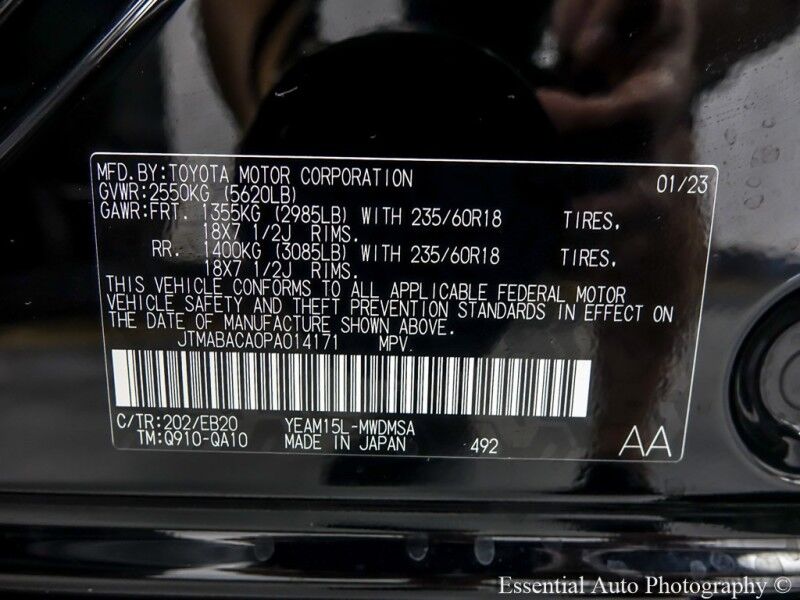 MFD.BY:TOYOTA MOTOR CORPORATION 01/23
GVWR:2550KG (5620LB)
GAWR:FRT. 1355KG (2985LB) WITH 235/60R18 TIRES,
18X7 1/2J RIMS.
RR. 1400KG (3085LB) WITH 235/60R18 TIRES,
18X7 1/2J RIMS.
THIS VEHICLE CONFORMS TO ALL APPLICABLE FEDERAL MOTOR
VEHICLE SAFETY AND THEFT PREVENTION STANDARDS IN EFFECT ON
THE DATE OF MANUFACTURE SHOWN ABOVE.
JTMABACA0PA014171 MPV
C/TR:202/EB20 YEAM15L-MWDMSA
TM:Q910-QA10 MADE IN JAPAN 492 AA
Essential Auto Photography ©